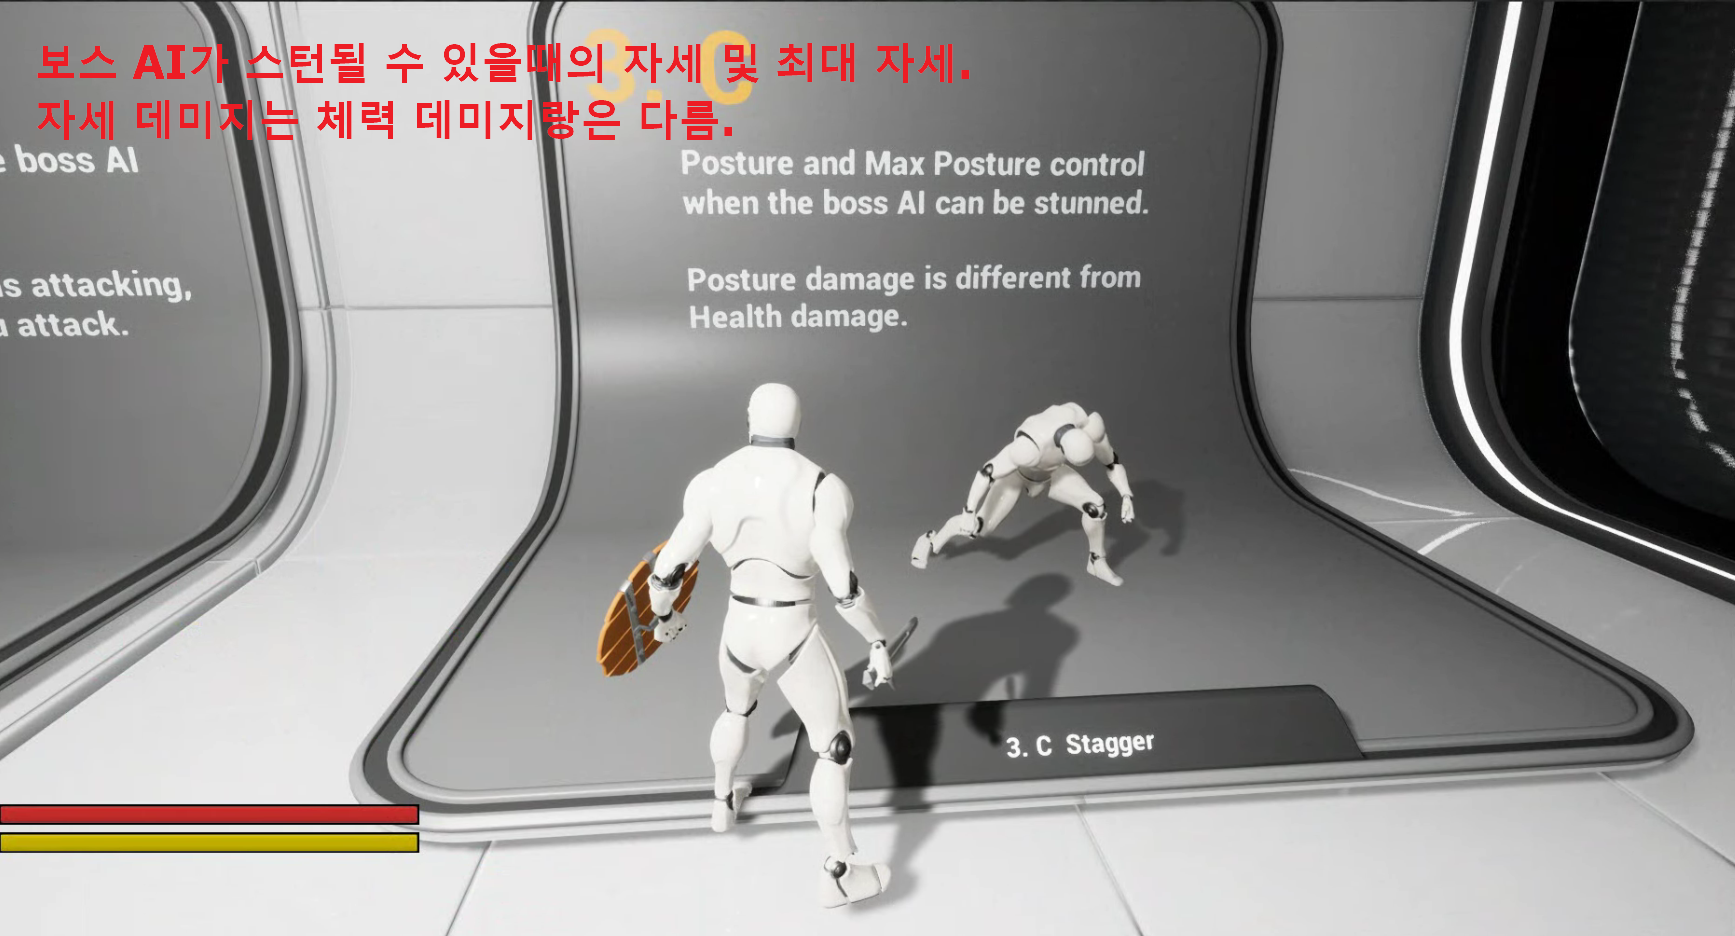 보스 AI가 스턴될 수 있을때의 자세 및 최대 자세.
자세 데미지는 체력 데미지랑은 다름.
3. C
boss AI
attacking,
attack.
Posture and Max Posture control
when the boss AI can be stunned.
Posture damage is different from
Health damage.
3. C Stagger